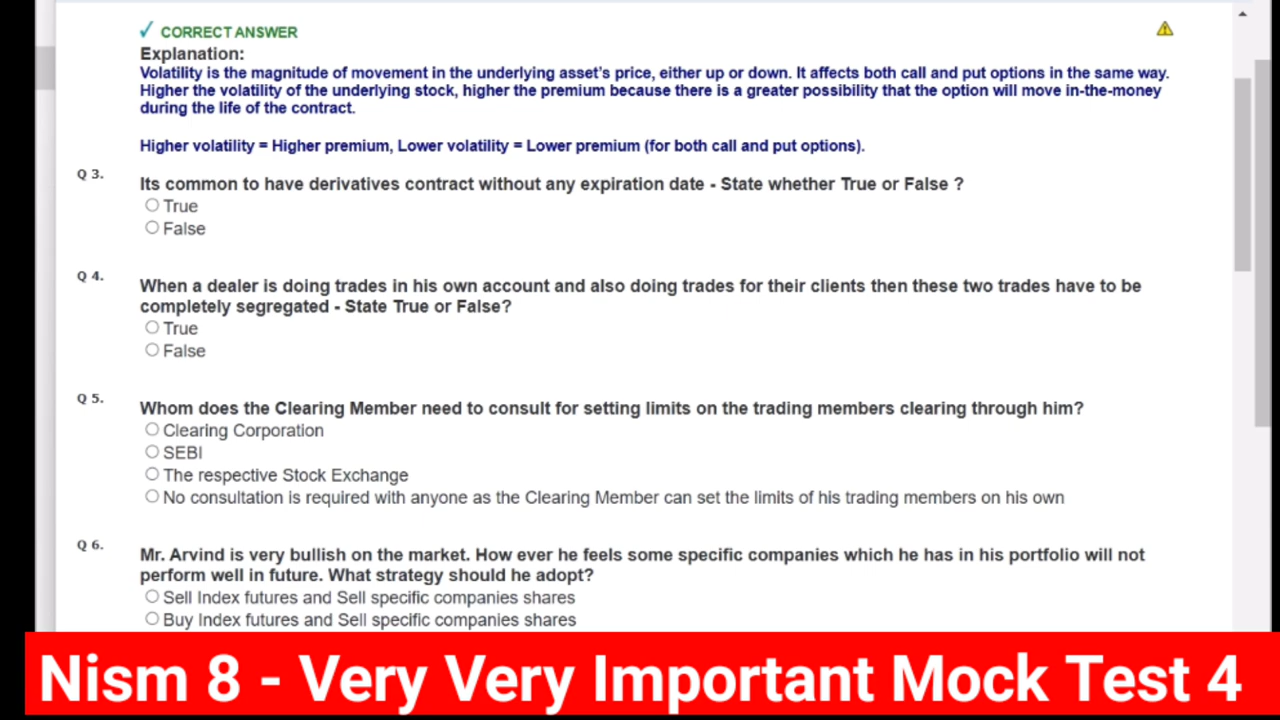 ✓ CORRECT ANSWER
Explanation:
Volatility is the magnitude of movement in the underlying asset's price, either up or down. It affects both call and put options in the same way.
Higher the volatility of the underlying stock, higher the premium because there is a greater possibility that the option will move in-the-money
during the life of the contract.
Higher volatility = Higher premium, Lower volatility = Lower premium (for both call and put options).
Q 3.
Its common to have derivatives contract without any expiration date - State whether True or False ?
True
False
Q 4.
When a dealer is doing trades in his own account and also doing trades for their clients then these two trades have to be
completely segregated - State True or False?
True
False
Q 5.
Whom does the Clearing Member need to consult for setting limits on the trading members clearing through him?
Clearing Corporation
SEBI
The respective Stock Exchange
No consultation is required with anyone as the Clearing Member can set the limits of his trading members on his own
Q 6.
Mr. Arvind is very bullish on the market. How ever he feels some specific companies which he has in his portfolio will not
perform well in future. What strategy should he adopt?
Sell Index futures and Sell specific companies shares
Buy Index futures and Sell specific companies shares
Nism 8 - Very Very Important Mock Test 4